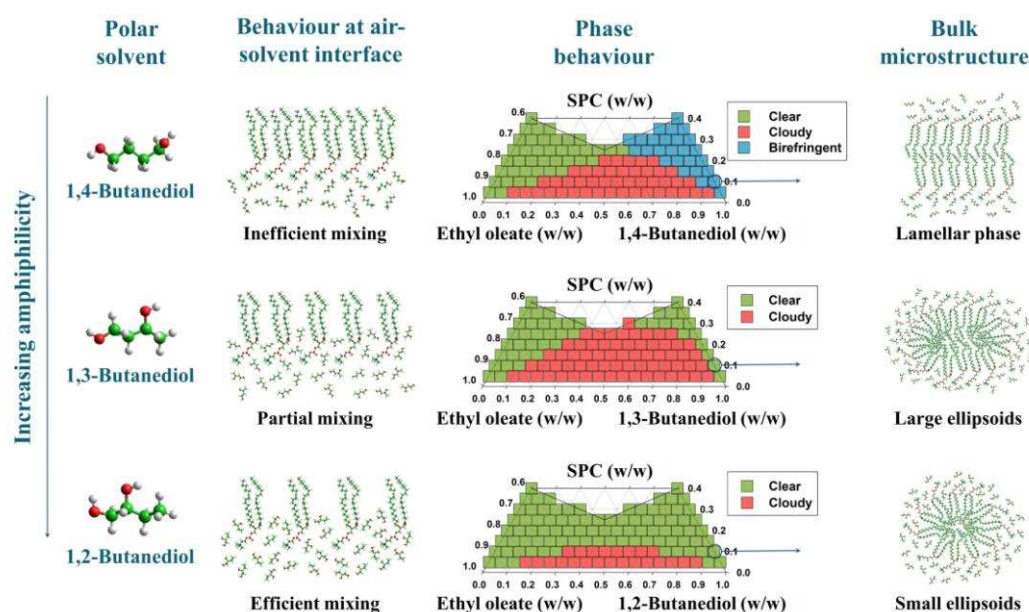 Polar
solvent
Behaviour at air-
solvent interface
Phase
behaviour
Bulk
microstructure
Increasing amphiphilicity
1,4-Butanediol
Inefficient mixing
SPC (w/w)
0.6
0.7
0.8
0.9
1.0
0.4
0.3
0.2
0.1
0.0
0.0 0.1 0.2 0.3 0.4 0.5 0.6 0.7 0.8 0.9 1.0
Clear
Cloudy
Birefringent
Ethyl oleate (w/w) 1,4-Butanediol (w/w)
Lamellar phase
1,3-Butanediol
Partial mixing
SPC (w/w)
0.6
0.7
0.8
0.9
1.0
0.4
0.3
0.2
0.1
0.0
0.0 0.1 0.2 0.3 0.4 0.5 0.6 0.7 0.8 0.9 1.0
Clear
Cloudy
Ethyl oleate (w/w) 1,3-Butanediol (w/w)
Large ellipsoids
1,2-Butanediol
Efficient mixing
SPC (w/w)
0.6
0.7
0.8
0.9
1.0
0.4
0.3
0.2
0.1
0.0
0.0 0.1 0.2 0.3 0.4 0.5 0.6 0.7 0.8 0.9 1.0
Clear
Cloudy
Ethyl oleate (w/w) 1,2-Butanediol (w/w)
Small ellipsoids